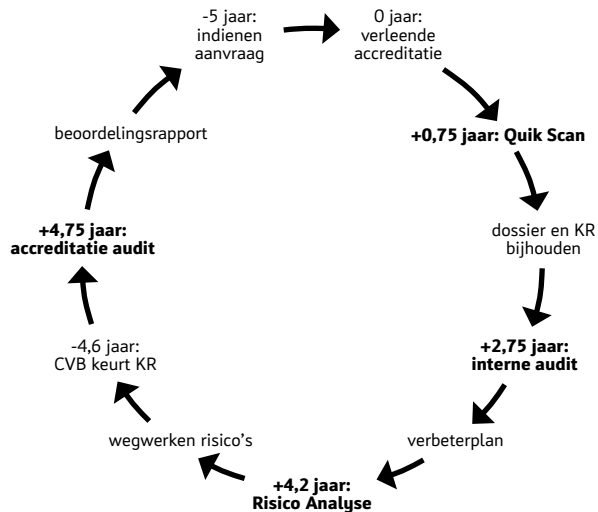 -5 jaar:
indienen
aanvraag
0 jaar:
verleende
accreditatie
+0,75 jaar: Quik Scan
dossier en KR
bijhouden
+2,75 jaar:
interne audit
verbeterplan
+4,2 jaar:
Risico Analyse
wegwerken risico's
-4,6 jaar:
CVB keurt KR
+4,75 jaar:
accreditatie audit
beoordelingsrapport